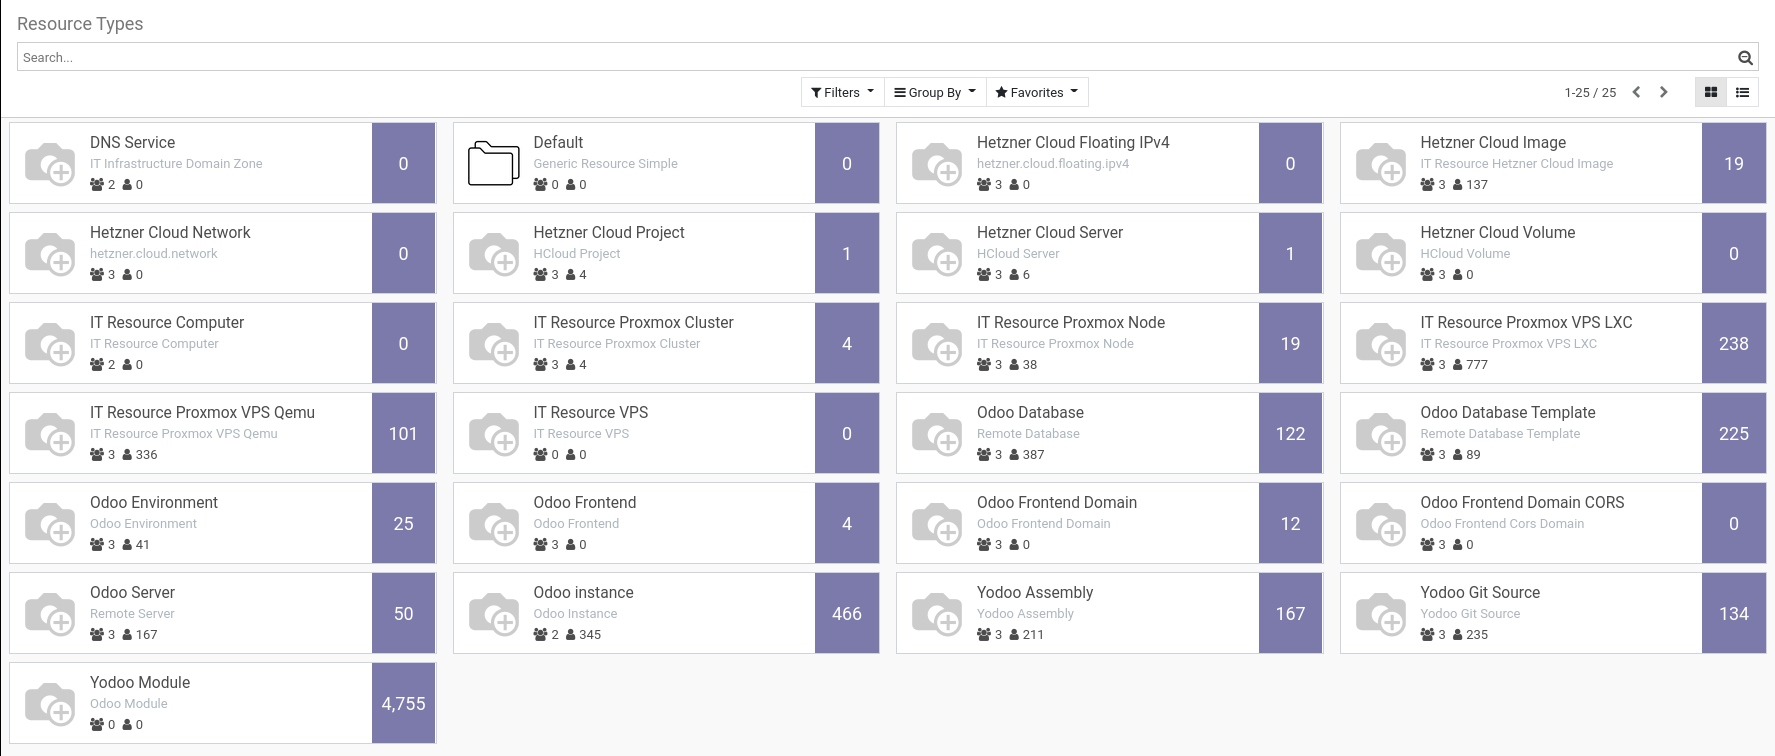 Resource Types
Search...
Filters Group By Favorites 1-25 / 25
DNS Service
IT Infrastructure Domain Zone
2 0
0
Default
Generic Resource Simple
0 0
0
Hetzner Cloud Floating IPv4
hetzner.cloud.floating.ipv4
3 0
0
Hetzner Cloud Image
IT Resource Hetzner Cloud Image
3 137
19
Hetzner Cloud Network
hetzner.cloud.network
3 0
0
Hetzner Cloud Project
HCloud Project
3 4
1
Hetzner Cloud Server
HCloud Server
3 6
1
Hetzner Cloud Volume
HCloud Volume
3 0
0
IT Resource Computer
IT Resource Computer
2 0
0
IT Resource Proxmox Cluster
IT Resource Proxmox Cluster
3 4
4
IT Resource Proxmox Node
IT Resource Proxmox Node
3 38
19
IT Resource Proxmox VPS LXC
IT Resource Proxmox VPS LXC
3 777
238
IT Resource Proxmox VPS Qemu
IT Resource Proxmox VPS Qemu
3 336
101
IT Resource VPS
IT Resource VPS
0 0
0
Odoo Database
Remote Database
3 387
122
Odoo Database Template
Remote Database Template
3 89
225
Odoo Environment
Odoo Environment
3 41
25
Odoo Frontend
Odoo Frontend
3 0
4
Odoo Frontend Domain
Odoo Frontend Domain
3 0
12
Odoo Frontend Domain CORS
Odoo Frontend Cors Domain
3 0
0
Odoo Server
Remote Server
3 167
50
Odoo instance
Odoo Instance
2 345
466
Yodoo Assembly
Yodoo Assembly
3 211
167
Yodoo Git Source
Yodoo Git Source
3 235
134
Yodoo Module
Odoo Module
0 0
4,755